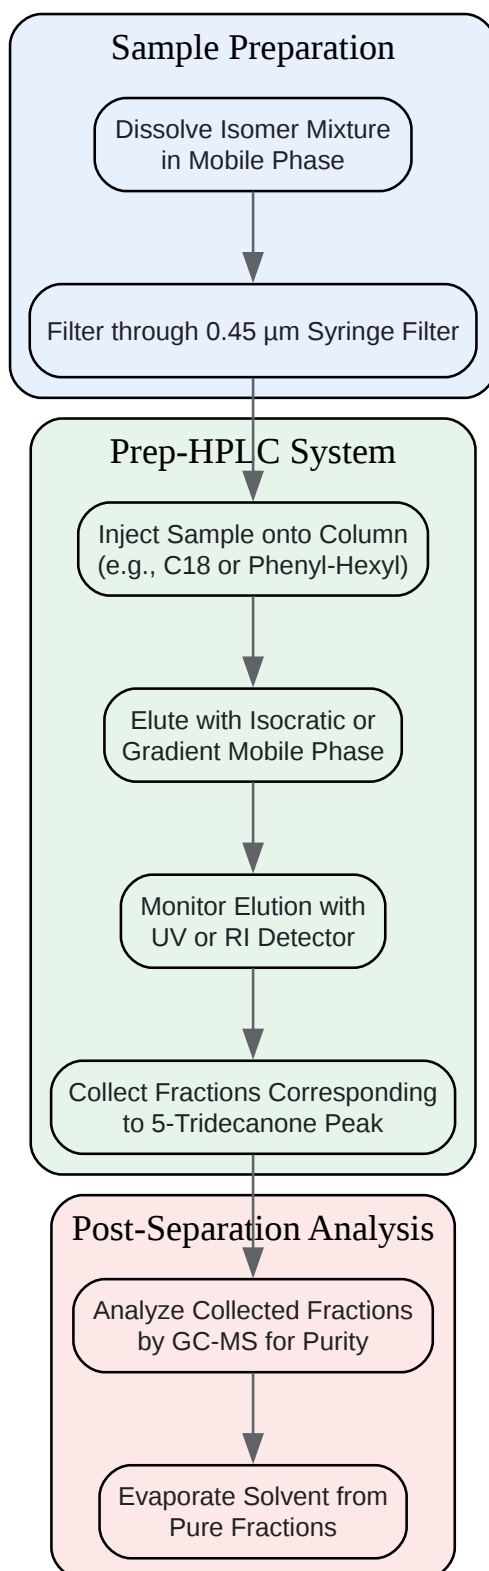 Sample Preparation
Dissolve Isomer Mixture
in Mobile Phase
Filter through 0.45 µm Syringe Filter
Prep-HPLC System
Inject Sample onto Column
(e.g., C18 or Phenyl-Hexyl)
Elute with Isocratic or
Gradient Mobile Phase
Monitor Elution with
UV or RI Detector
Collect Fractions Corresponding
to 5-Tridecanone Peak
Post-Separation Analysis
Analyze Collected Fractions
by GC-MS for Purity
Evaporate Solvent from
Pure Fractions